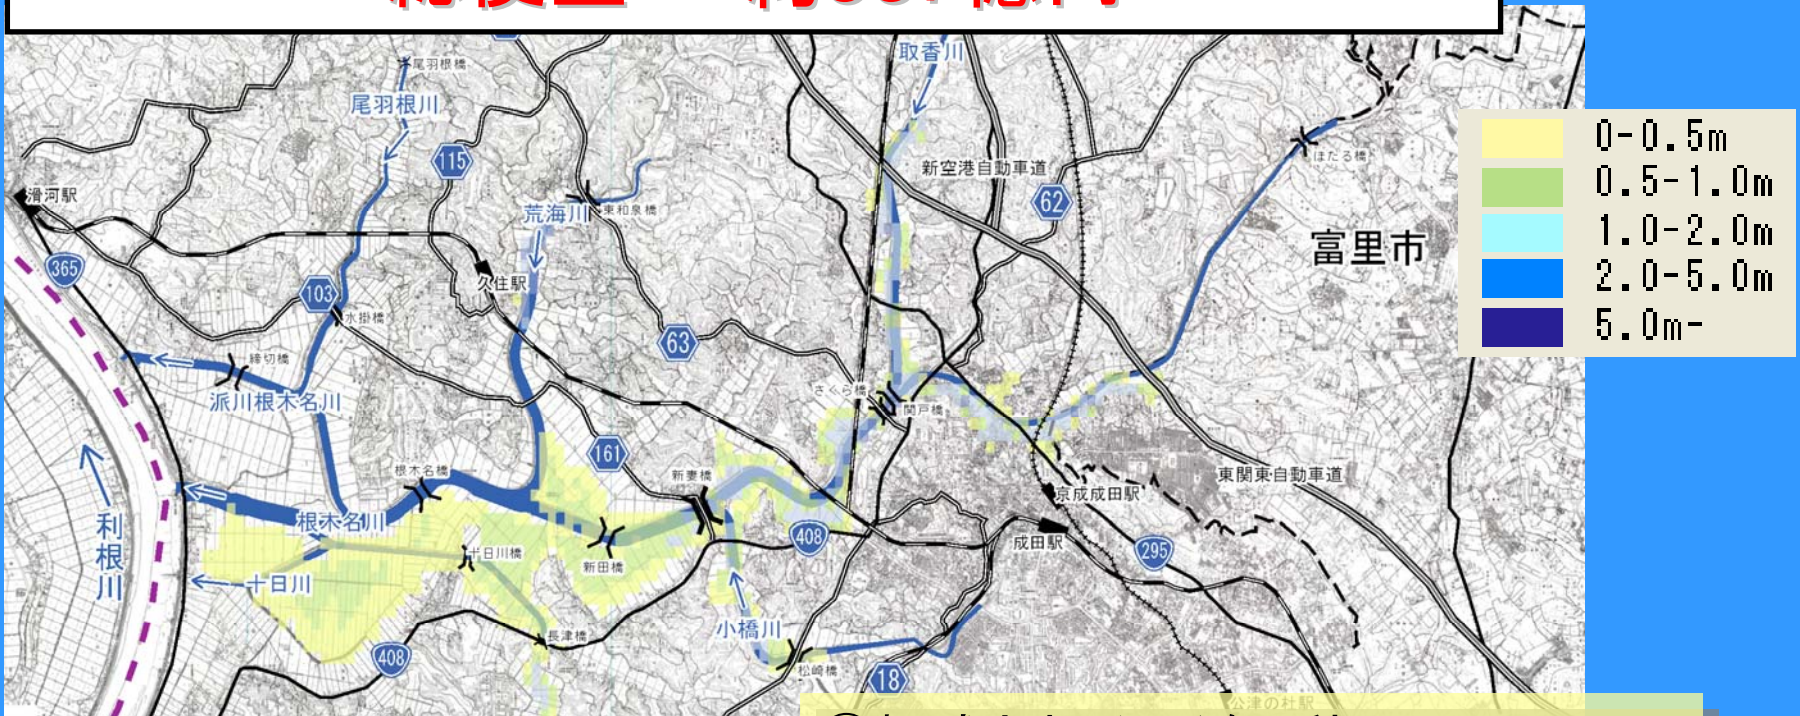 取香川
尾羽根橋
尾羽根川
115
新空港自動車道
ほたる橋
0-0.5m
0.5-1.0m
1.0-2.0m
2.0-5.0m
5.0m-
滑河駅
荒海川
東和泉橋
62
富里市
365
103
久住駅
水掛橋
63
締切橋
派川根木名川
さくら橋
関戸橋
161
根木名橋
新妻橋
東関東自動車道
京成成田駅
利根川
根木名川
408
成田駅
295
十日川橋
新田橋
十日川
小橋川
長津橋
408
松崎橋
18
公津の杜駅